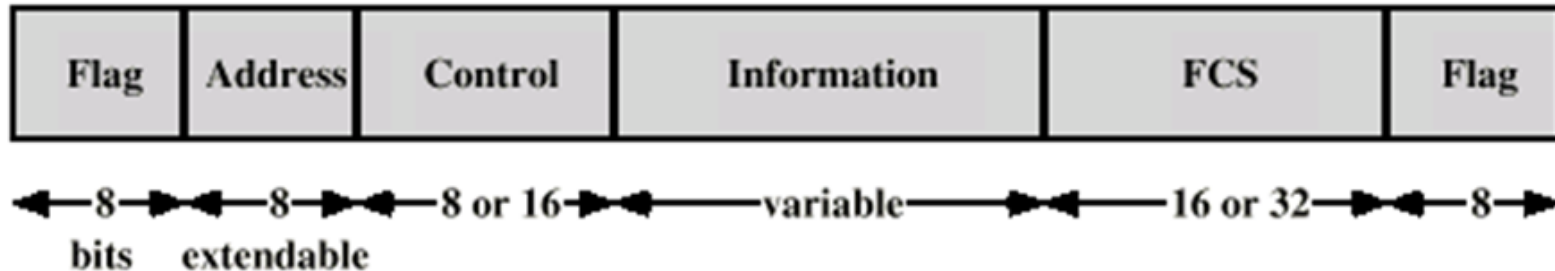 Flag Address Control Information FCS Flag
8 8 8 or 16 variable 16 or 32 8
bits extendable